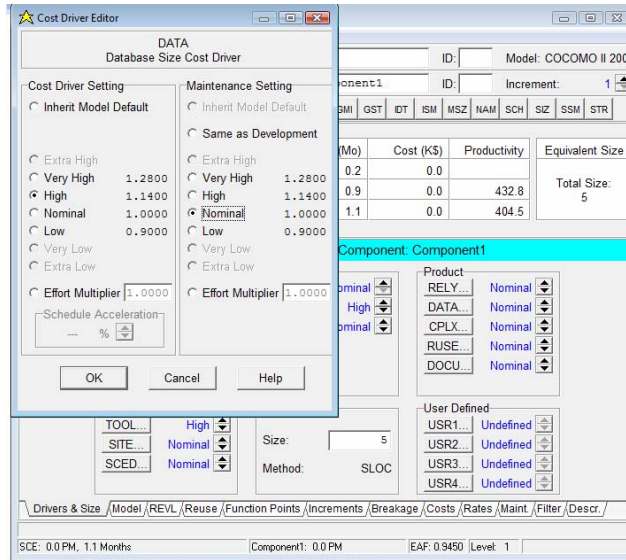 Cost Driver Editor
DATA
Database Size Cost Driver
Cost Driver Setting
Inherit Model Default
Extra High
Very High 1.2800
High 1.1400
Nominal 1.0000
Low 0.9000
Very Low
Extra Low
Effort Multiplier 1.0000
Schedule Acceleration
--- %
Maintenance Setting
Inherit Model Default
Same as Development
Extra High
Very High 1.2800
High 1.1400
Nominal 1.0000
Low 0.9000
Very Low
Extra Low
Effort Multiplier 1.0000
OK Cancel Help
ID: Model: COCOMO II 200
ponent1 ID: Increment: 1
GMI GST IDT ISM MSZ NAM SCH SIZ SSM STR
(Mo) Cost (K$) Productivity Equivalent Size
0.2 0.0
0.9 0.0 432.8
1.1 0.0 404.5
Total Size:
5
Component: Component1
ominal
High
ominal
Product
RELY... Nominal
DATA... Nominal
CPLX... Nominal
RUSE... Nominal
DOCU... Nominal
TOOL... High
SITE... Nominal
SCED... Nominal
Size: 5
Method: SLOC
User Defined
USR1... Undefined
USR2... Undefined
USR3... Undefined
USR4... Undefined
Drivers & Size Model REVL Reuse Function Points Increments Breakage Costs Rates Maint. Filter Descr.
SCE: 0.0 PM, 1.1 Months Component1: 0.0 PM EAF: 0.9450 Level: 1